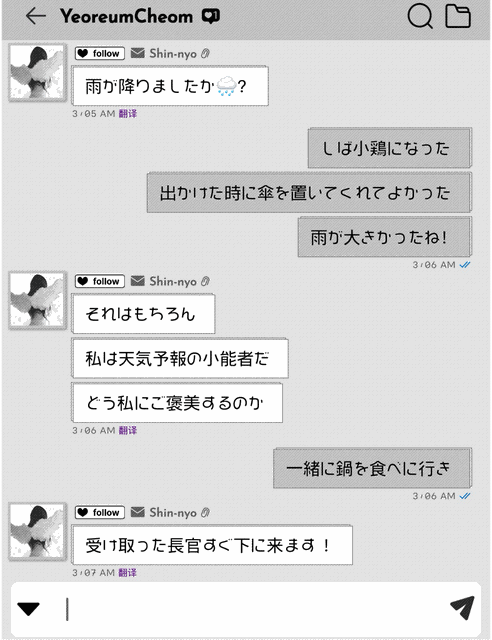 YeoreumCheom
follow Shin-nyo
雨が降りましたか🌧️?
3:05 AM 翻译
しば小鶏になった
出かけた時に傘を置いてくれてよかった
雨が大きかったね!
3:06 AM
follow Shin-nyo
それはもちろん
私は天気予報の小能者だ
どう私にご褒美するのか
3:06 AM 翻译
一緒に鍋を食べに行き
3:06 AM
follow Shin-nyo
受け取った長官すぐ下に来ます！
3:07 AM 翻译